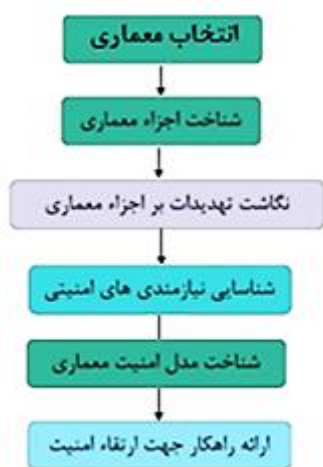 انتخاب معماری
شناخت اجزاء معماری
نگاشت تهدیدات بر اجزاء معماری
شناسایی نیازمندی های امنیتی
شناخت مدل امنیت معماری
ارائه راهکار جهت ارتقاء امنیت